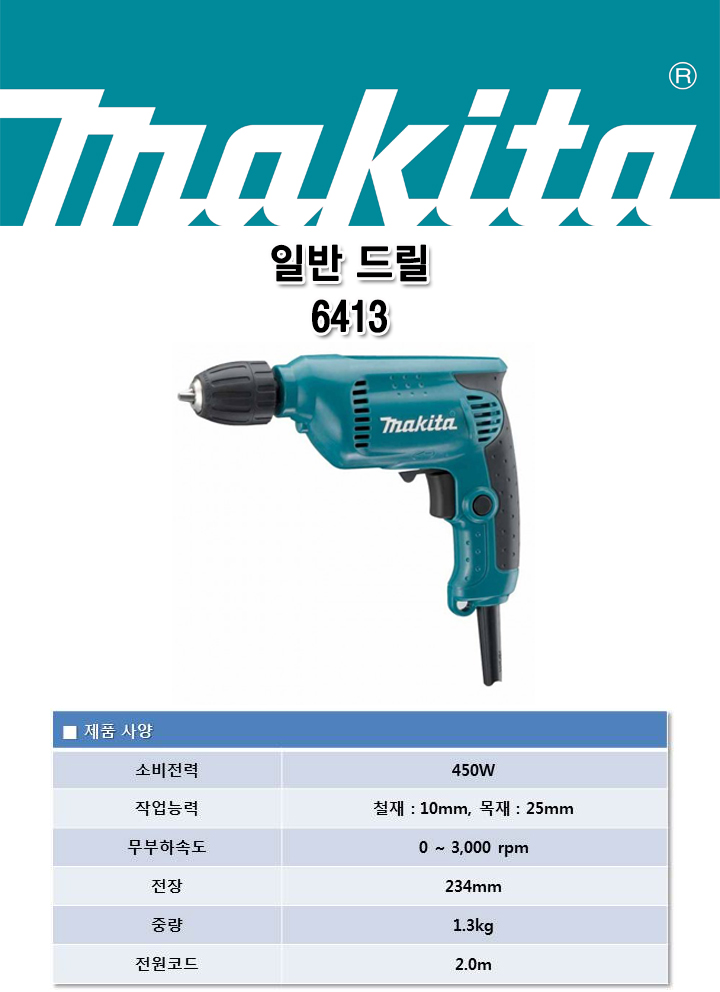 makita ®
일반 드릴
6413
makita
■ 제품 사양
소비전력 450W
작업능력 철재 : 10mm, 목재 : 25mm
무부하속도 0 ~ 3,000 rpm
전장 234mm
중량 1.3kg
전원코드 2.0m